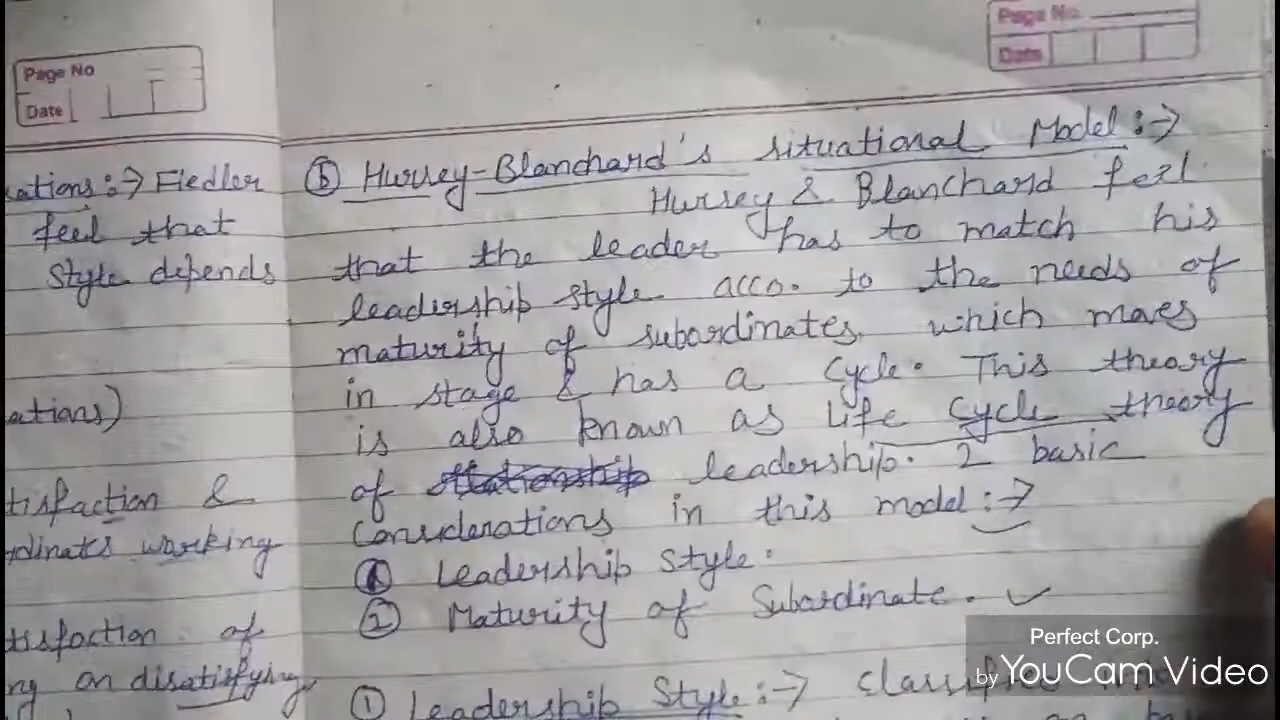 Page No
Date
ations:→ Fiedler
feel that
Style depends
ations)
tisfaction &
dinates working
tisfaction of
ng on disatisfying
Page No.
Date
(b) Hursey-Blanchard's situational Model:→
Hursey & Blanchard feel
that the leader has to match his
leadership style acco. to the needs of
maturity of subordinates which moves
in stage & has a cycle. This theory
is also known as Life cycle theory
of leadership. 2 basic
Considerations in this model:→
(1) Leadership Style.
(2) Maturity of Subordinate.
(1) Leadership Style:→ classified
Perfect Corp.
by YouCam Video